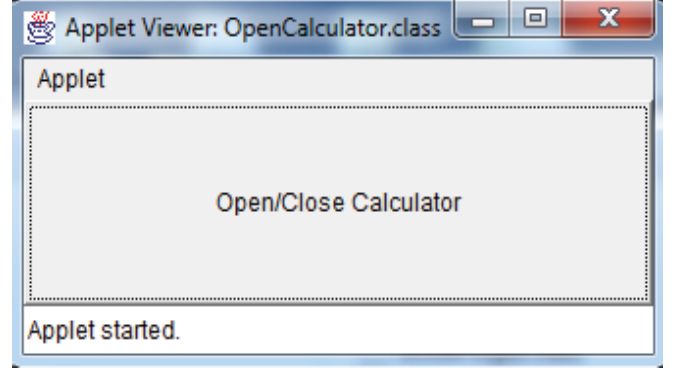 Applet Viewer: OpenCalculator.class
Applet
Open/Close Calculator
Applet started.